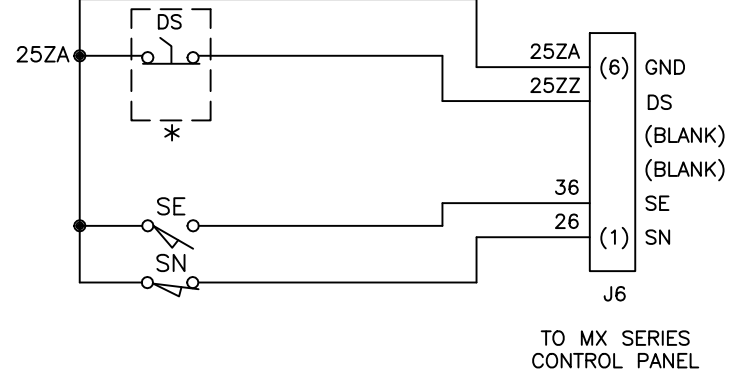 DS
25ZA
*
25ZA (6) GND
25ZZ DS
(BLANK)
(BLANK)
SE
36 SE
26 (1) SN
SN
J6
TO MX SERIES
CONTROL PANEL